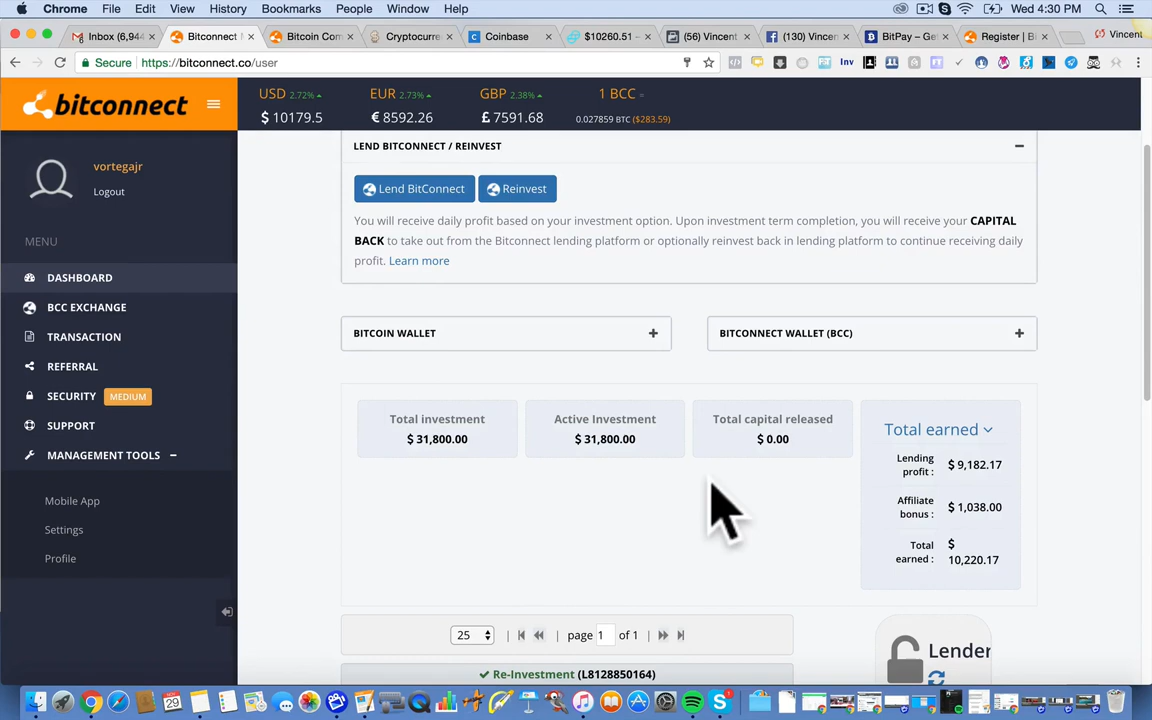 Chrome File Edit View History Bookmarks People Window Help Wed 4:30 PM
Inbox (6,944 Bitconnect Bitcoin Com Cryptocurre Coinbase $10260.51 – (56) Vincent (130) Vincen BitPay – Ge Register | Bi Vincent
Secure https://bitconnect.co/user Inv
bitconnect
USD 2.72% EUR 2.73% GBP 2.38% 1 BCC =
$ 10179.5 € 8592.26 £ 7591.68 0.027859 BTC ($283.59)
vortegajr
Logout
MENU
DASHBOARD
BCC EXCHANGE
TRANSACTION
REFERRAL
SECURITY MEDIUM
SUPPORT
MANAGEMENT TOOLS –
Mobile App
Settings
Profile
LEND BITCONNECT / REINVEST –
Lend BitConnect Reinvest
You will receive daily profit based on your investment option. Upon investment term completion, you will receive your CAPITAL
BACK to take out from the Bitconnect lending platform or optionally reinvest back in lending platform to continue receiving daily
profit. Learn more
BITCOIN WALLET +
BITCONNECT WALLET (BCC) +
Total investment
$ 31,800.00
Active Investment
$ 31,800.00
Total capital released
$ 0.00
Total earned
Lending
profit : $ 9,182.17
Affiliate
bonus : $ 1,038.00
Total
earned : $
10,220.17
25 | page 1 of 1 |
Re-Investment (L8128850164)
Lender
NOV
29